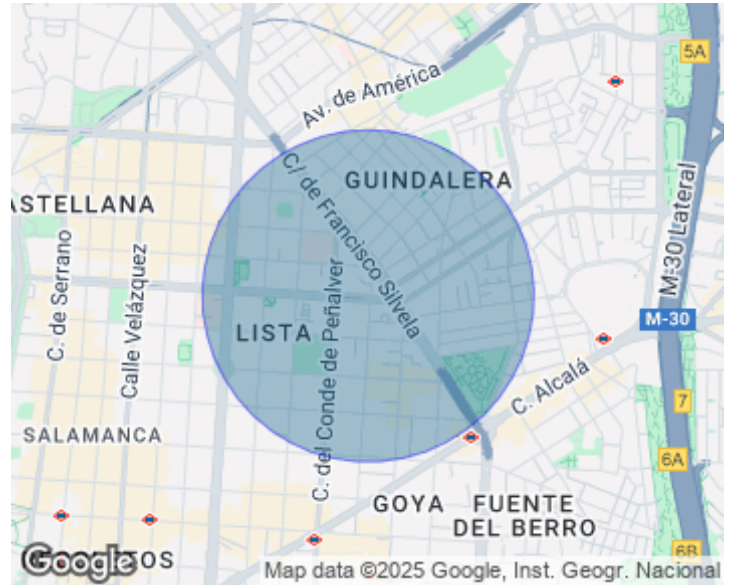 5A
Av. de América
C/ de Francisco Silvela
GUINDALERA
ASTELLANA
C. de Serrano
Calle Velázquez
M-30 Lateral
M-30
LISTA
C. del Conde de Peñalver
C. Alcalá
7
SALAMANCA
6A
GOYA
FUENTE
DEL BERRO
6B
Google
OS
Map data ©2025 Google, Inst. Geogr. Nacional